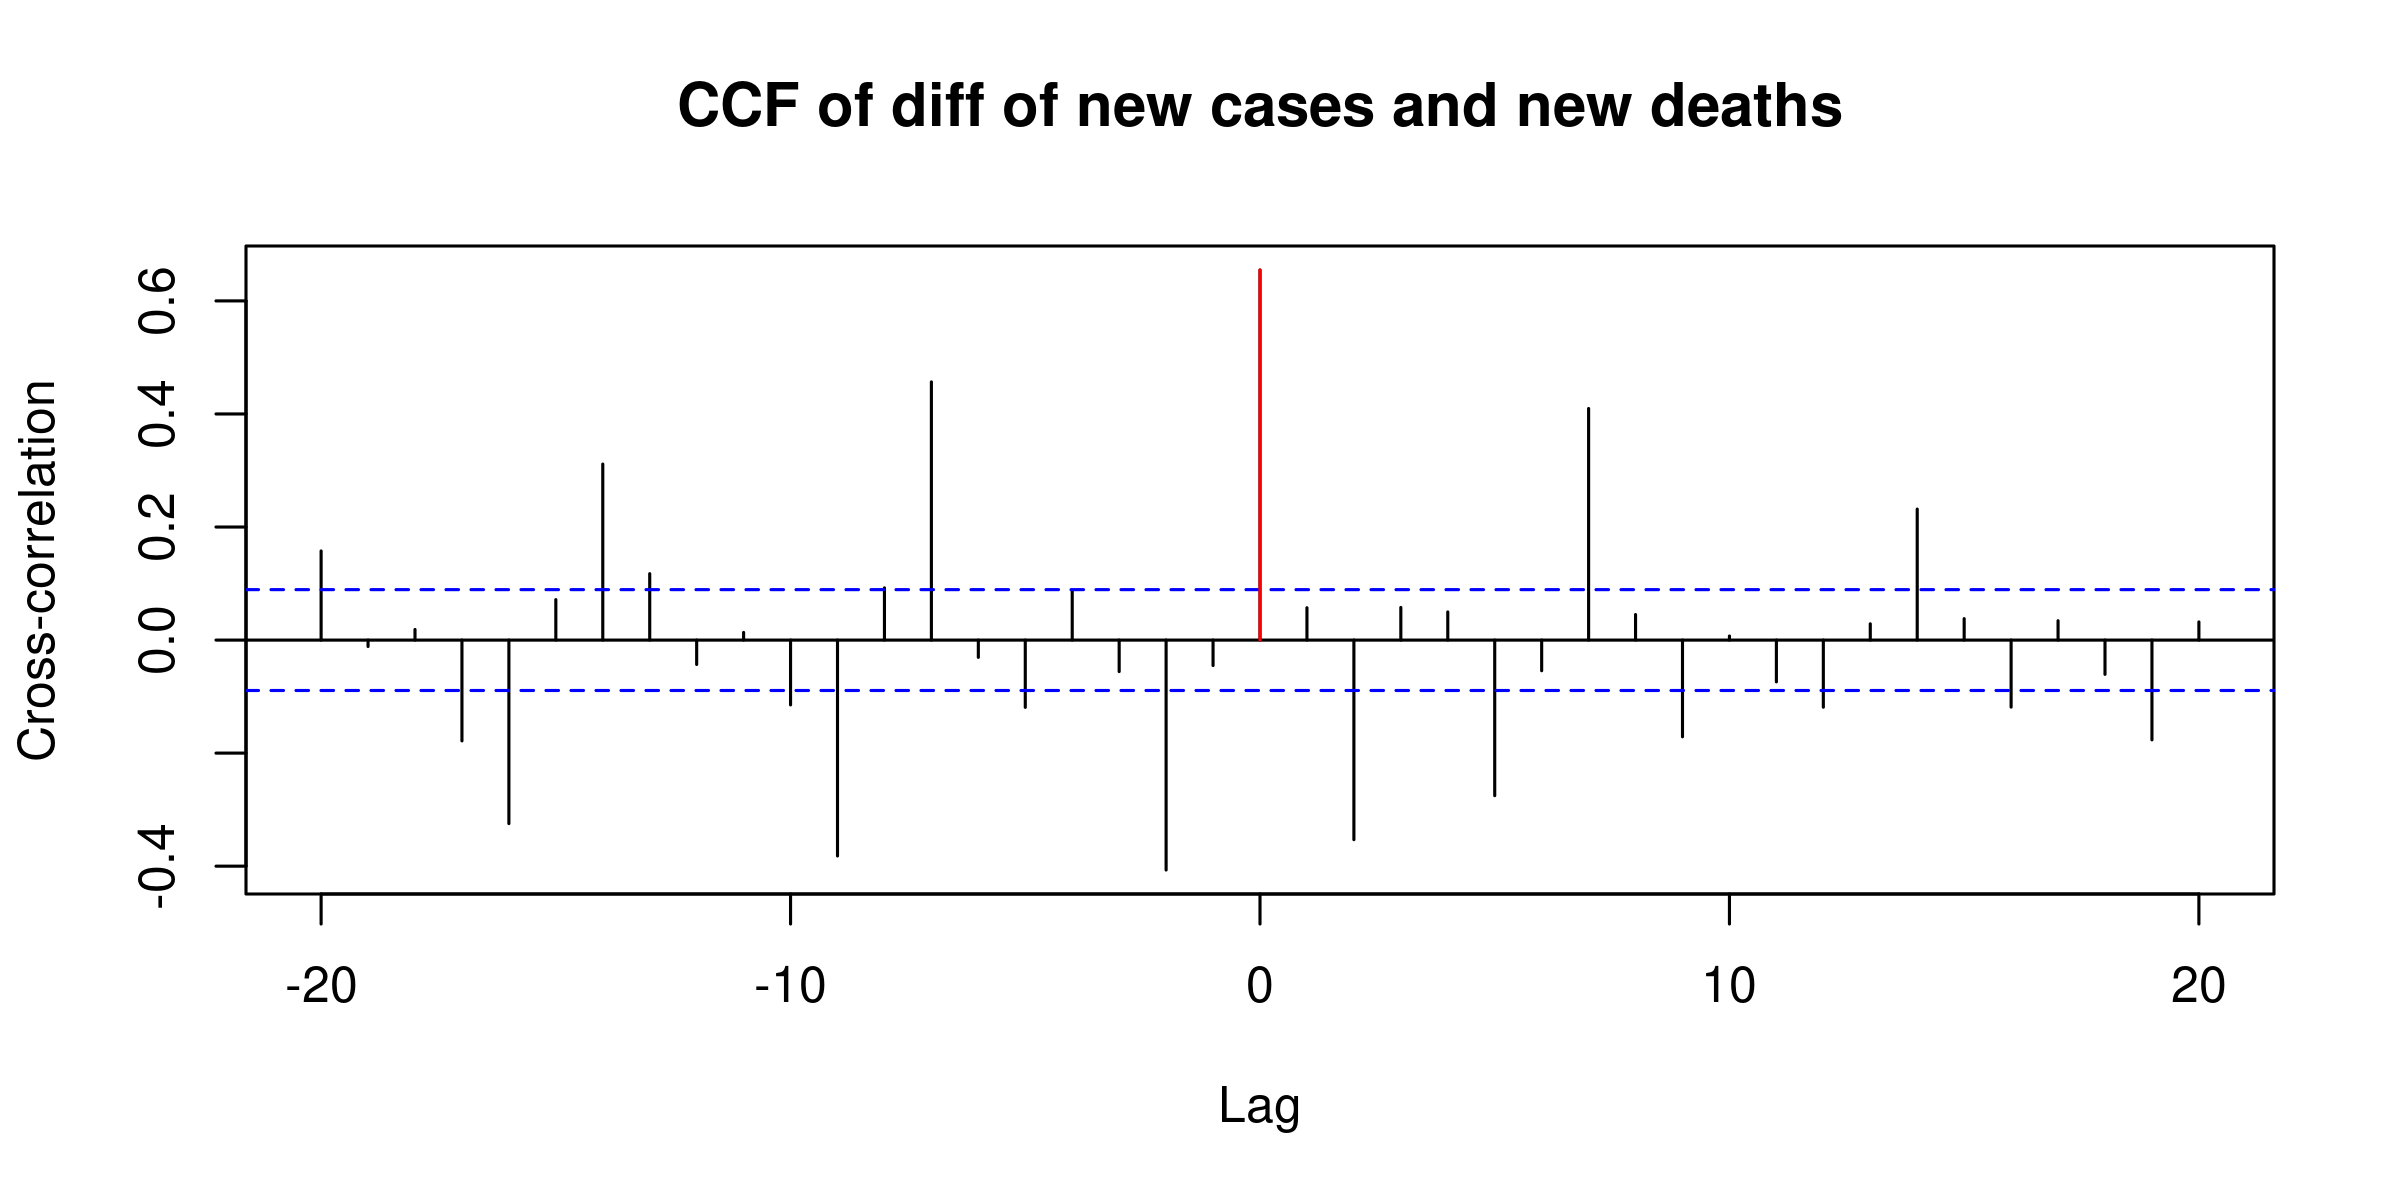 CCF of diff of new cases and new deaths
Cross-correlation
0.6
0.4
0.2
0.0
-0.4
-20 -10 0 10 20
Lag